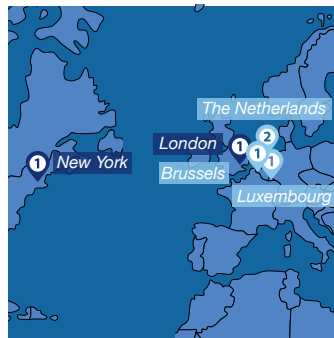 The Netherlands
2
London 1
1
1 New York
Brussels 1
Luxembourg